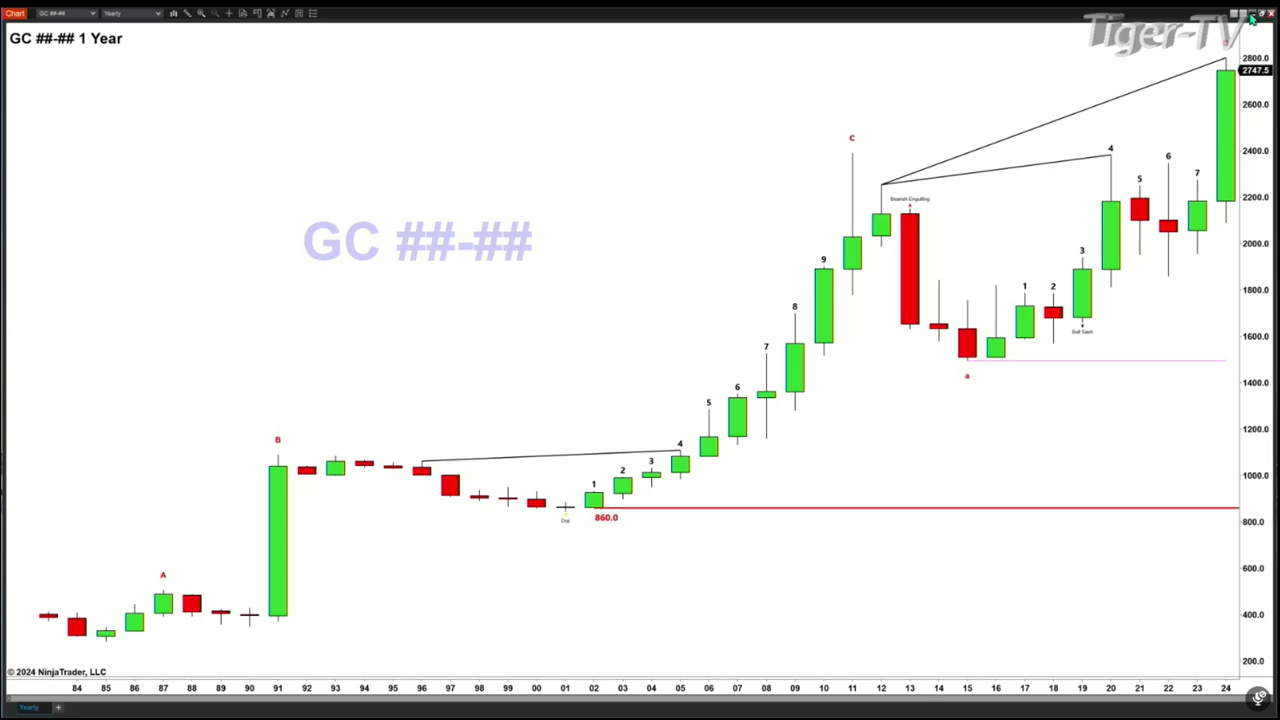 Chart
GC ##-##
Yearly
Tiger-TV
GC ##-## 1 Year
2800.0
2747.5
2600.0
2400.0
2200.0
2000.0
1800.0
1600.0
1400.0
1200.0
1000.0
800.0
600.0
400.0
200.0
GC ##-##
A
B
C
1
2
3
4
5
6
7
8
9
860.0
Bearish Engulfing
a
1
2
3
4
5
6
7
© 2024 NinjaTrader, LLC
84 85 86 87 88 89 90 91 92 93 94 95 96 97 98 99 00 01 02 03 04 05 06 07 08 09 10 11 12 13 14 15 16 17 18 19 20 21 22 23 24
Yearly
+